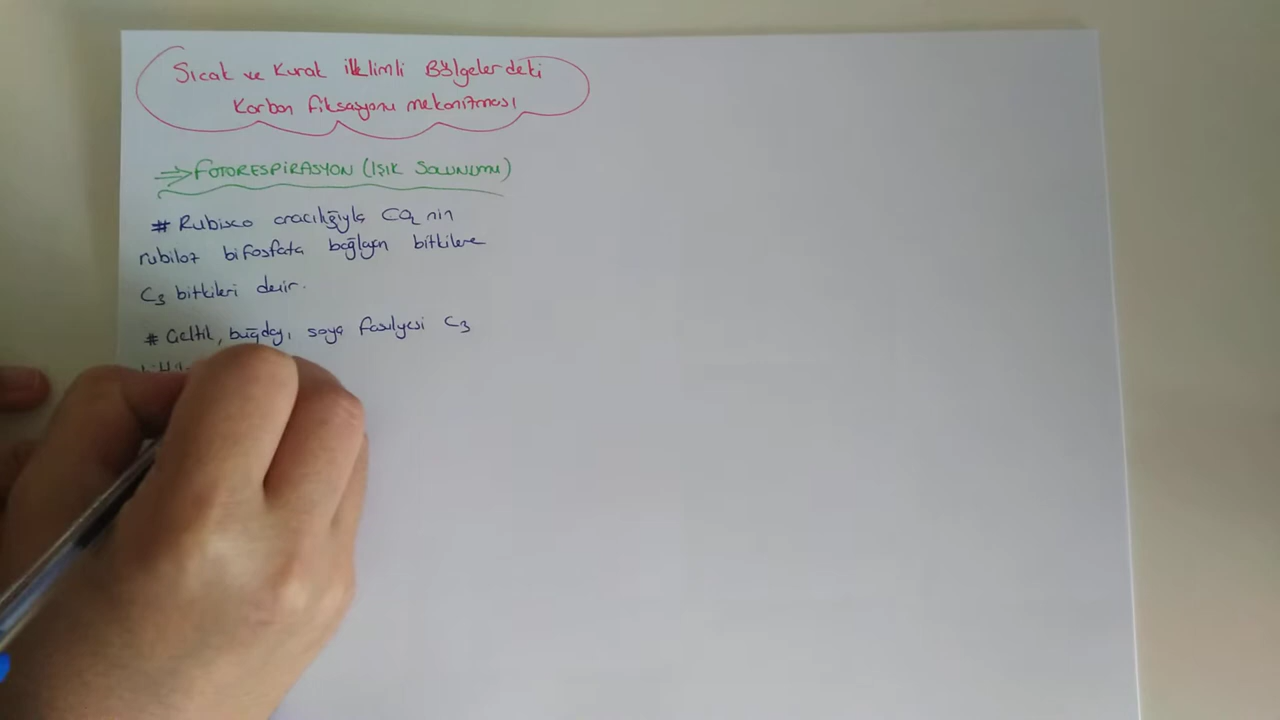 Sıcak ve Kurak iklimli Bölgelerdeki
Karbon fiksasyonu mekanizması
⇒ FOTORESPİRASYON (IŞIK SOLUNUMU)
# Rubisco aracılığıyla CO₂ nin
rubiloz bifosfata bağlayan bitkilere
C₃ bitkileri denir.
# Çeltik, buğday, soya fasulyesi C₃